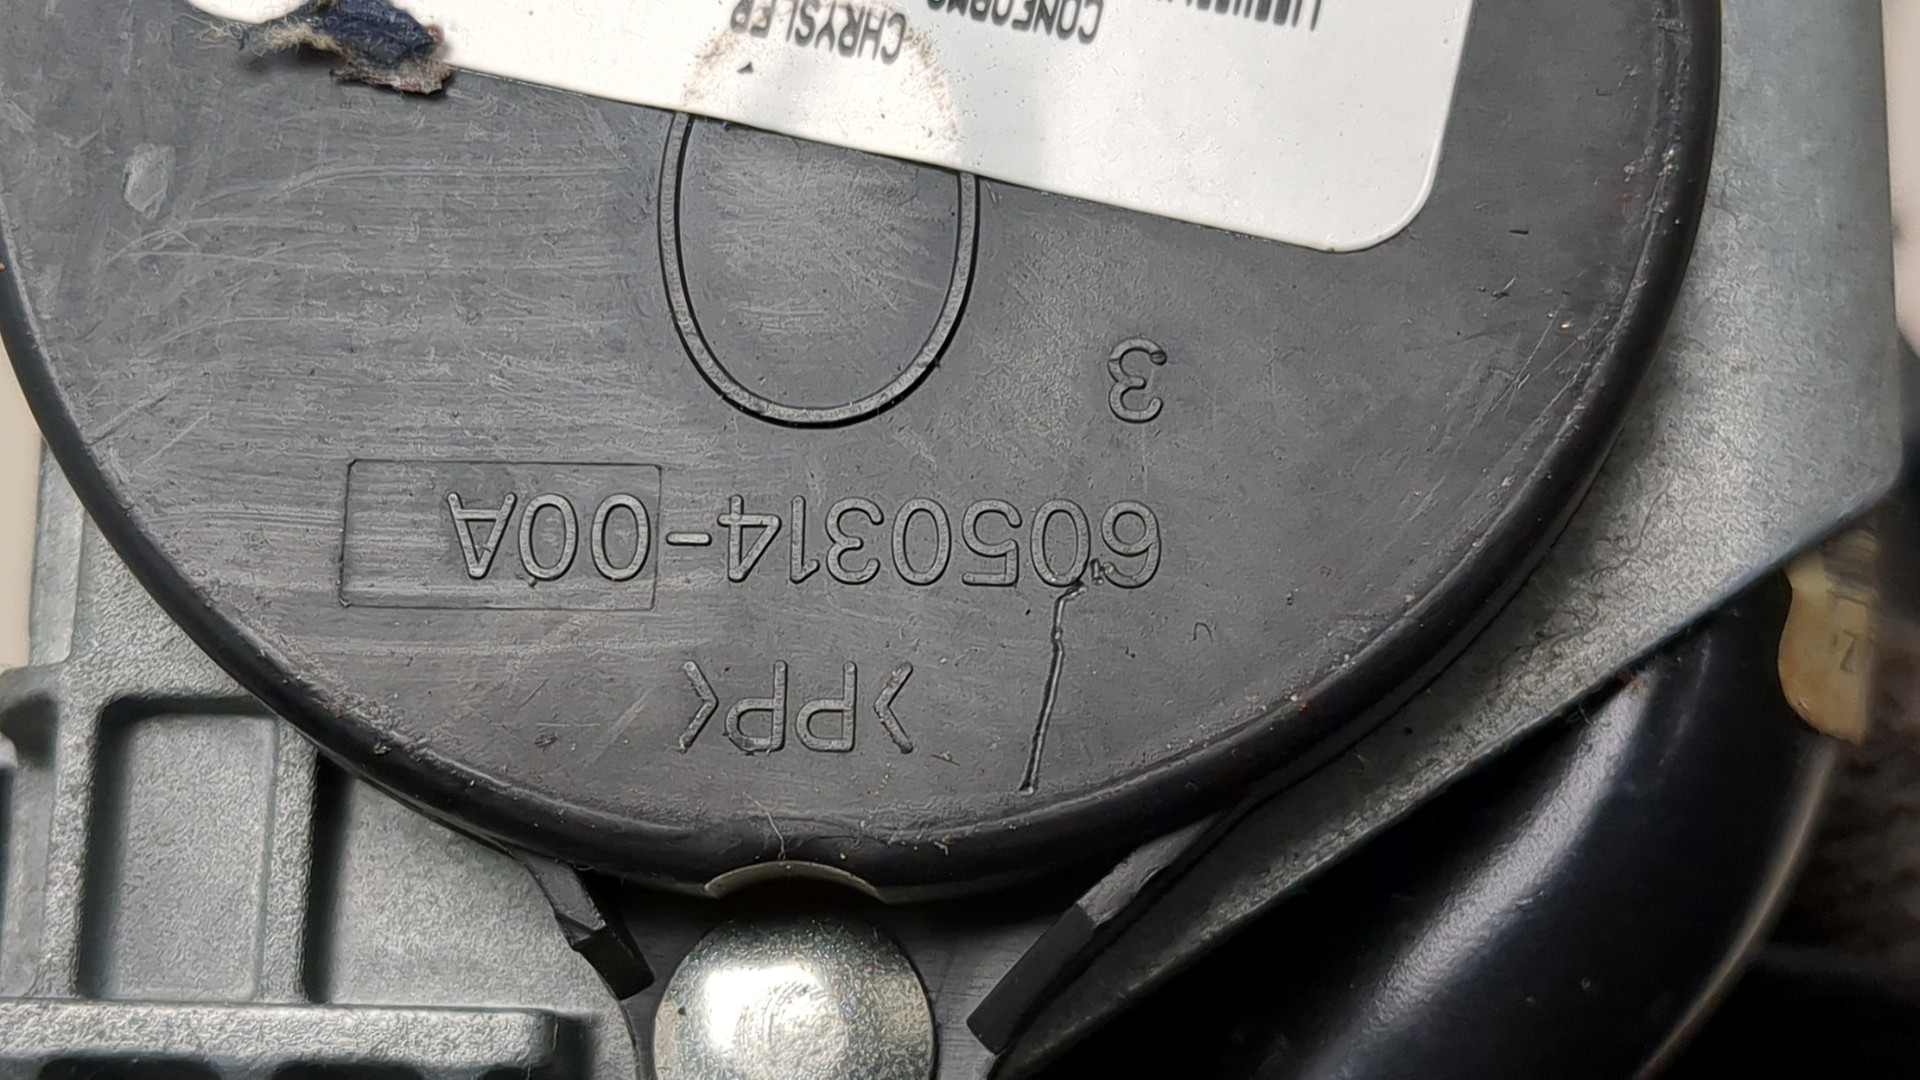 >PP<
6050314-00A
3
CHRYSLER